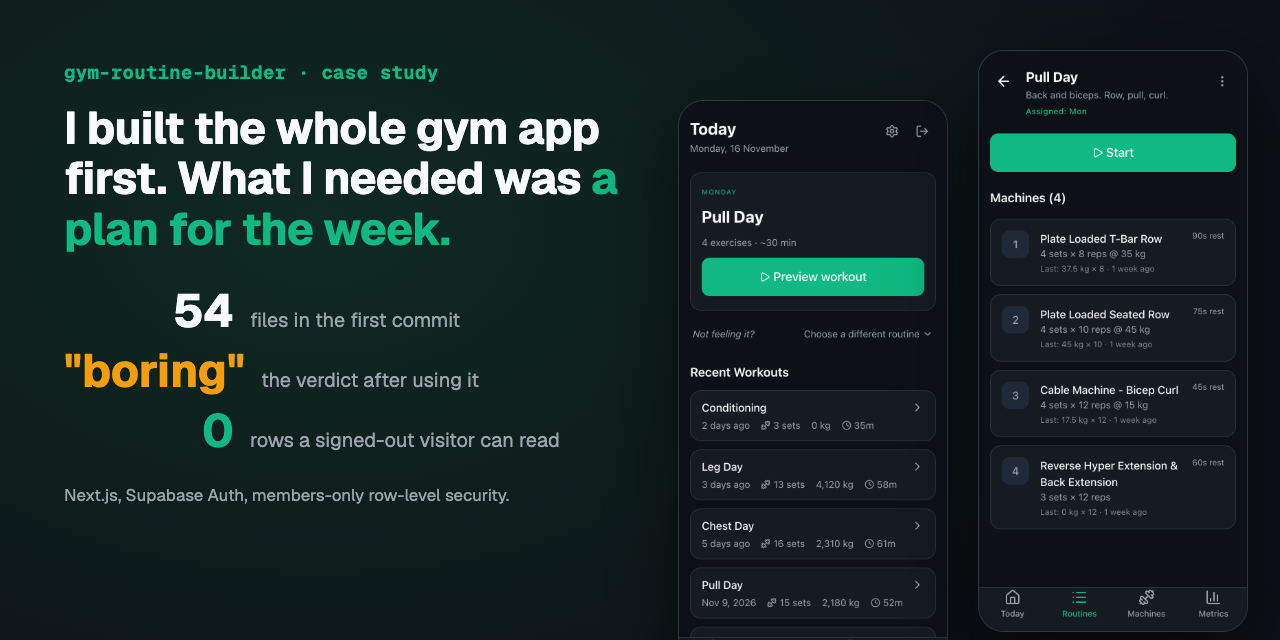 gym-routine-builder · case study
I built the whole gym app
first. What I needed was a
plan for the week.
54 files in the first commit
"boring" the verdict after using it
0 rows a signed-out visitor can read
Next.js, Supabase Auth, members-only row-level security.
Today
Monday, 16 November
MONDAY
Pull Day
4 exercises · ~30 min
Preview workout
Not feeling it? Choose a different routine
Recent Workouts
Conditioning
2 days ago 3 sets 0 kg 35m
Leg Day
3 days ago 13 sets 4,120 kg 58m
Chest Day
5 days ago 16 sets 2,310 kg 61m
Pull Day
Nov 9, 2026 15 sets 2,180 kg 52m
Pull Day
Back and biceps. Row, pull, curl.
Assigned: Mon
Start
Machines (4)
1 Plate Loaded T-Bar Row 90s rest
4 sets × 8 reps @ 35 kg
Last: 37.5 kg × 8 · 1 week ago
2 Plate Loaded Seated Row 75s rest
4 sets × 10 reps @ 45 kg
Last: 45 kg × 10 · 1 week ago
3 Cable Machine - Bicep Curl 45s rest
4 sets × 12 reps @ 15 kg
Last: 17.5 kg × 12 · 1 week ago
4 Reverse Hyper Extension & 60s rest
Back Extension
3 sets × 12 reps
Last: 0 kg × 12 · 1 week ago
Today Routines Machines Metrics